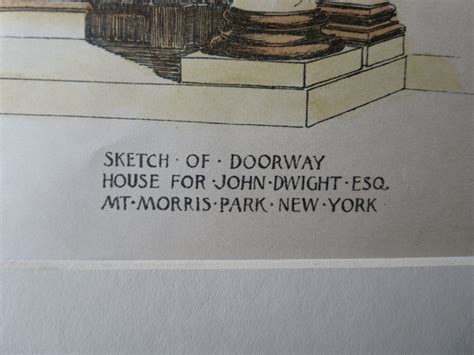 SKETCH · OF · DOORWAY
HOUSE FOR · JOHN · DWIGHT · ESQ.
MT · MORRIS · PARK · NEW · YORK